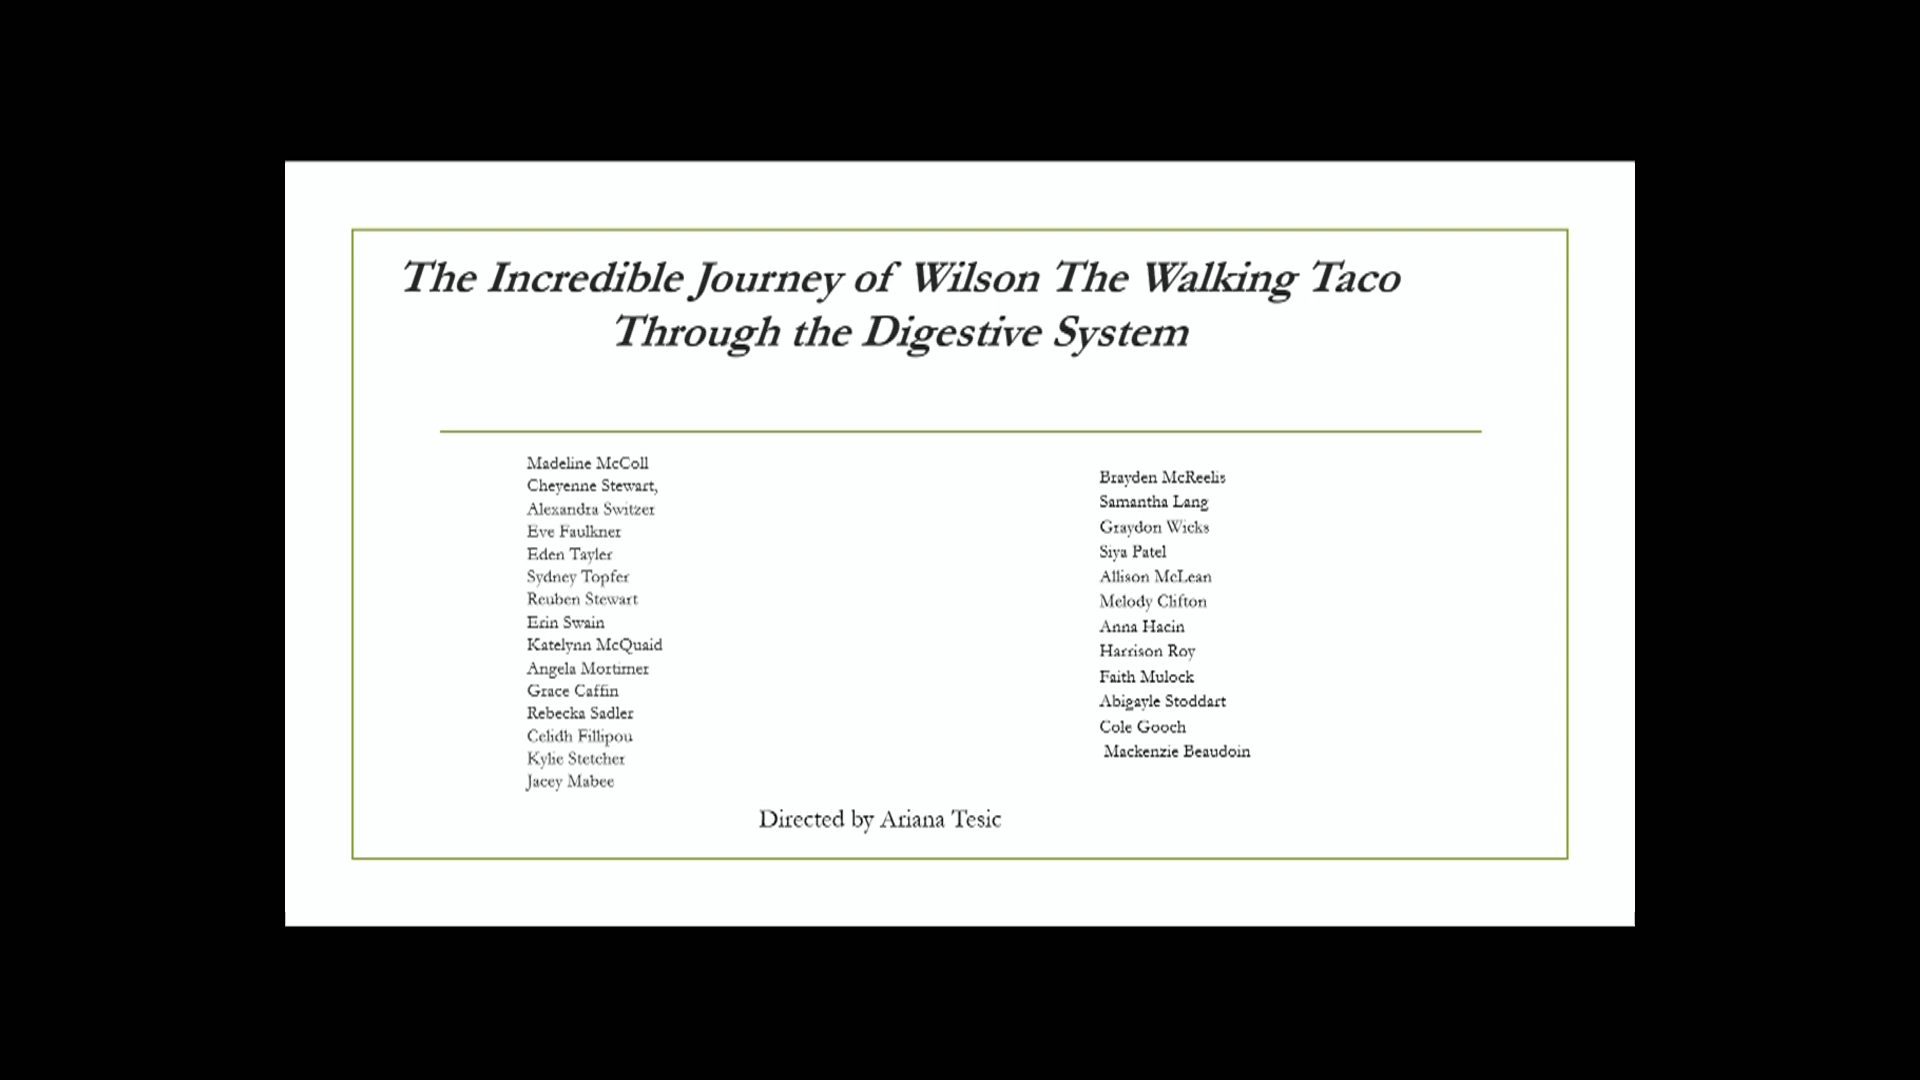 The Incredible Journey of Wilson The Walking Taco
Through the Digestive System
Madeline McColl
Cheyenne Stewart,
Alexandra Switzer
Eve Faulkner
Eden Tayler
Sydney Topfer
Reuben Stewart
Erin Swain
Katelynn McQuaid
Angela Mortimer
Grace Caffin
Rebecka Sadler
Celidh Fillipou
Kylie Stetcher
Jacey Mabee
Brayden McReelis
Samantha Lang
Graydon Wicks
Siya Patel
Allison McLean
Melody Clifton
Anna Hacin
Harrison Roy
Faith Mulock
Abigayle Stoddart
Cole Gooch
Mackenzie Beaudoin
Directed by Ariana Tesic